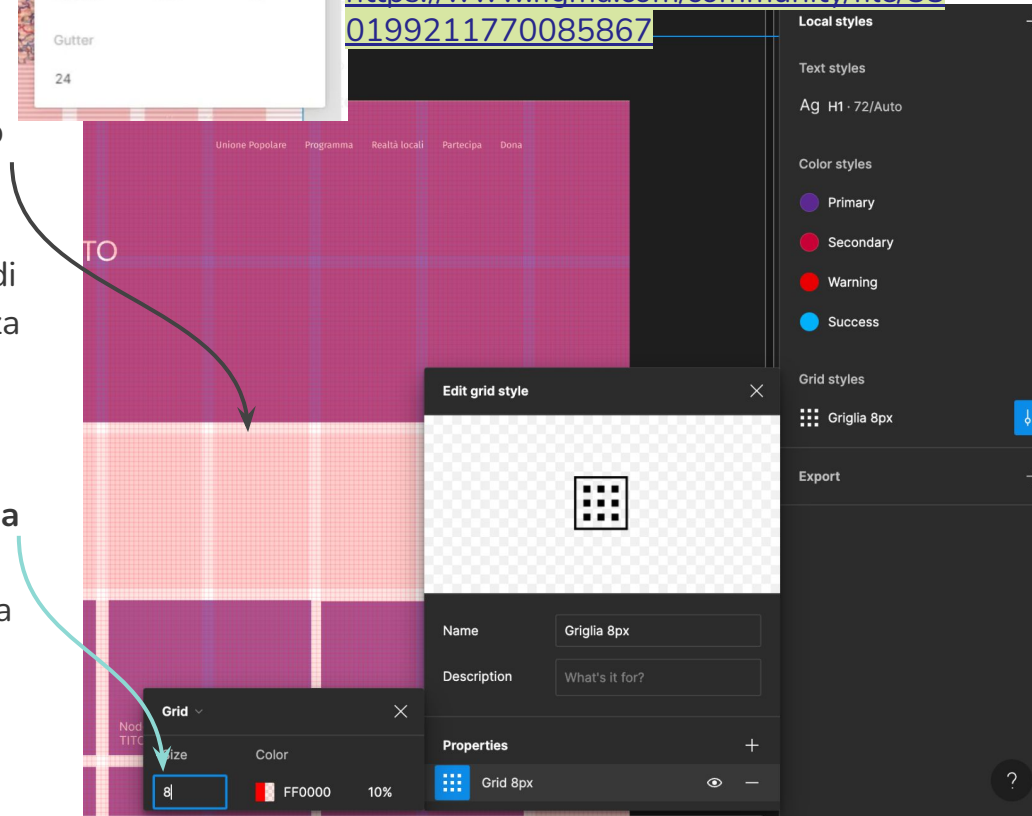 Gutter
24
0199211770085867
Unione Popolare Programma Realtà locali Partecipa Dona
TO
di
a
a
Local styles
Text styles
Ag H1 · 72/Auto
Color styles
Primary
Secondary
Warning
Success
Grid styles
Griglia 8px
Export
Edit grid style
Name Griglia 8px
Description What's it for?
Properties
Grid 8px
Grid
Size Color
8 FF0000 10%
Nod
?